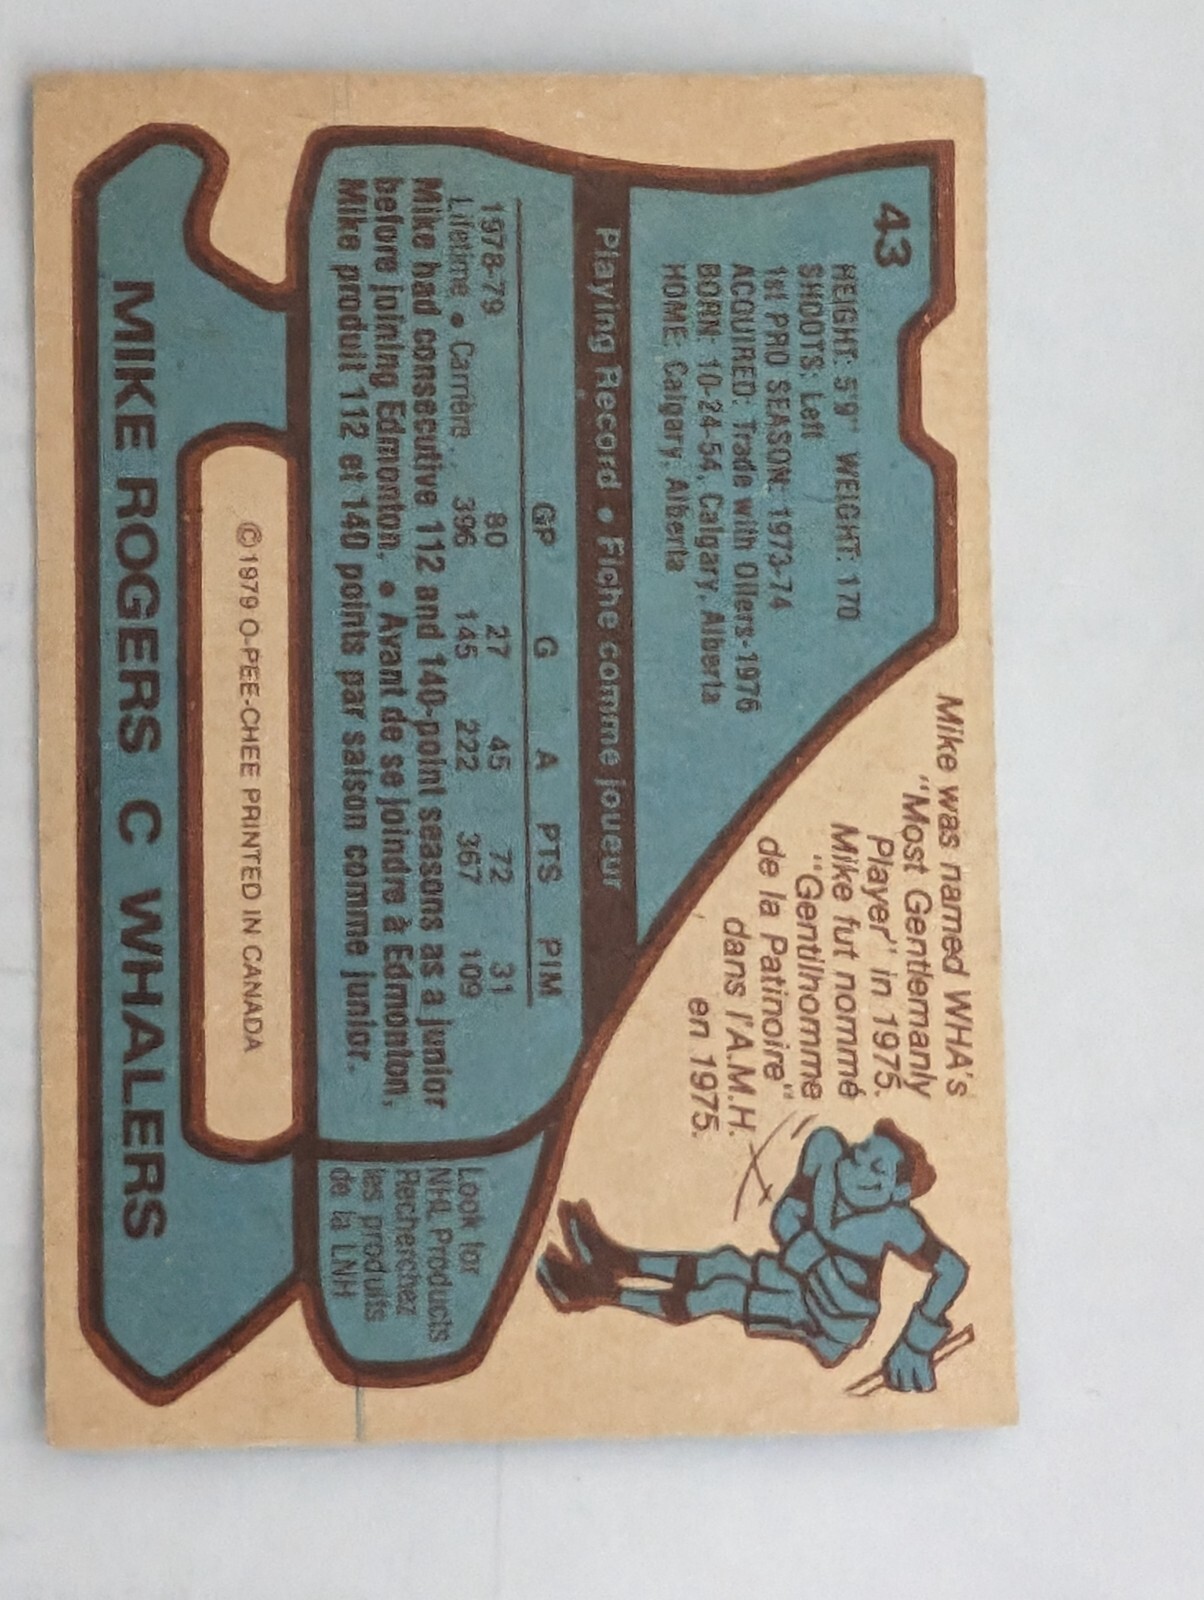 43
HEIGHT: 5'9" WEIGHT: 170
SHOOTS: Left
1st PRO SEASON: 1973-74
ACQUIRED: Trade with Oilers-1976
BORN: 10-24-54, Calgary, Alberta
HOME: Calgary, Alberta
Mike was named WHA's
"Most Gentlemanly
Player" in 1975.
Mike fut nommé
"Gentilhomme
de la Patinoire"
dans l'A.M.H.
en 1975.
Playing Record • Fiche comme joueur
GP G A PTS PIM
1978-79 80 27 45 72 31
Lifetime • Carrière 396 145 222 367 109
Mike had consecutive 112 and 140-point seasons as a junior
before joining Edmonton. • Avant de se joindre à Edmonton,
Mike produit 112 et 140 points par saison comme junior.
Look for
NHL Products
Recherchez
les produits
de la LNH
©1979 O-PEE-CHEE PRINTED IN CANADA
MIKE ROGERS C WHALERS